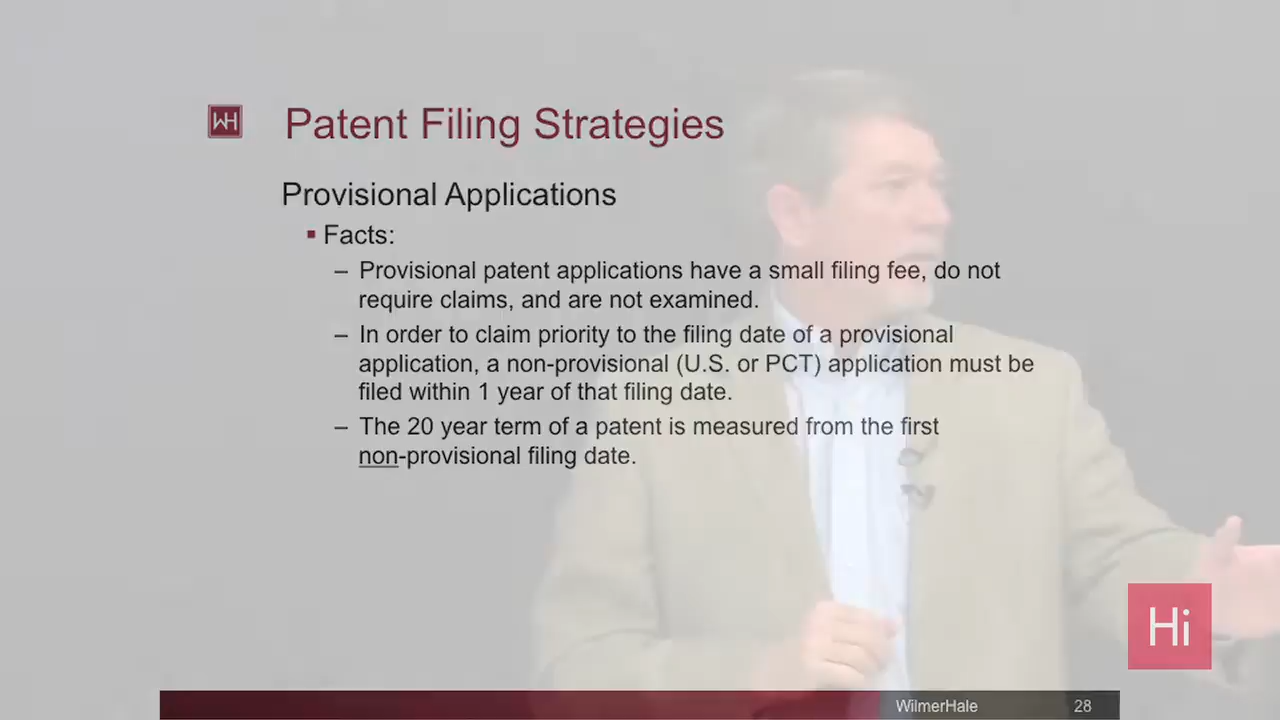 WH
Patent Filing Strategies
Provisional Applications
▪ Facts:
– Provisional patent applications have a small filing fee, do not
require claims, and are not examined.
– In order to claim priority to the filing date of a provisional
application, a non-provisional (U.S. or PCT) application must be
filed within 1 year of that filing date.
– The 20 year term of a patent is measured from the first
non-provisional filing date.
Hi
WilmerHale 28